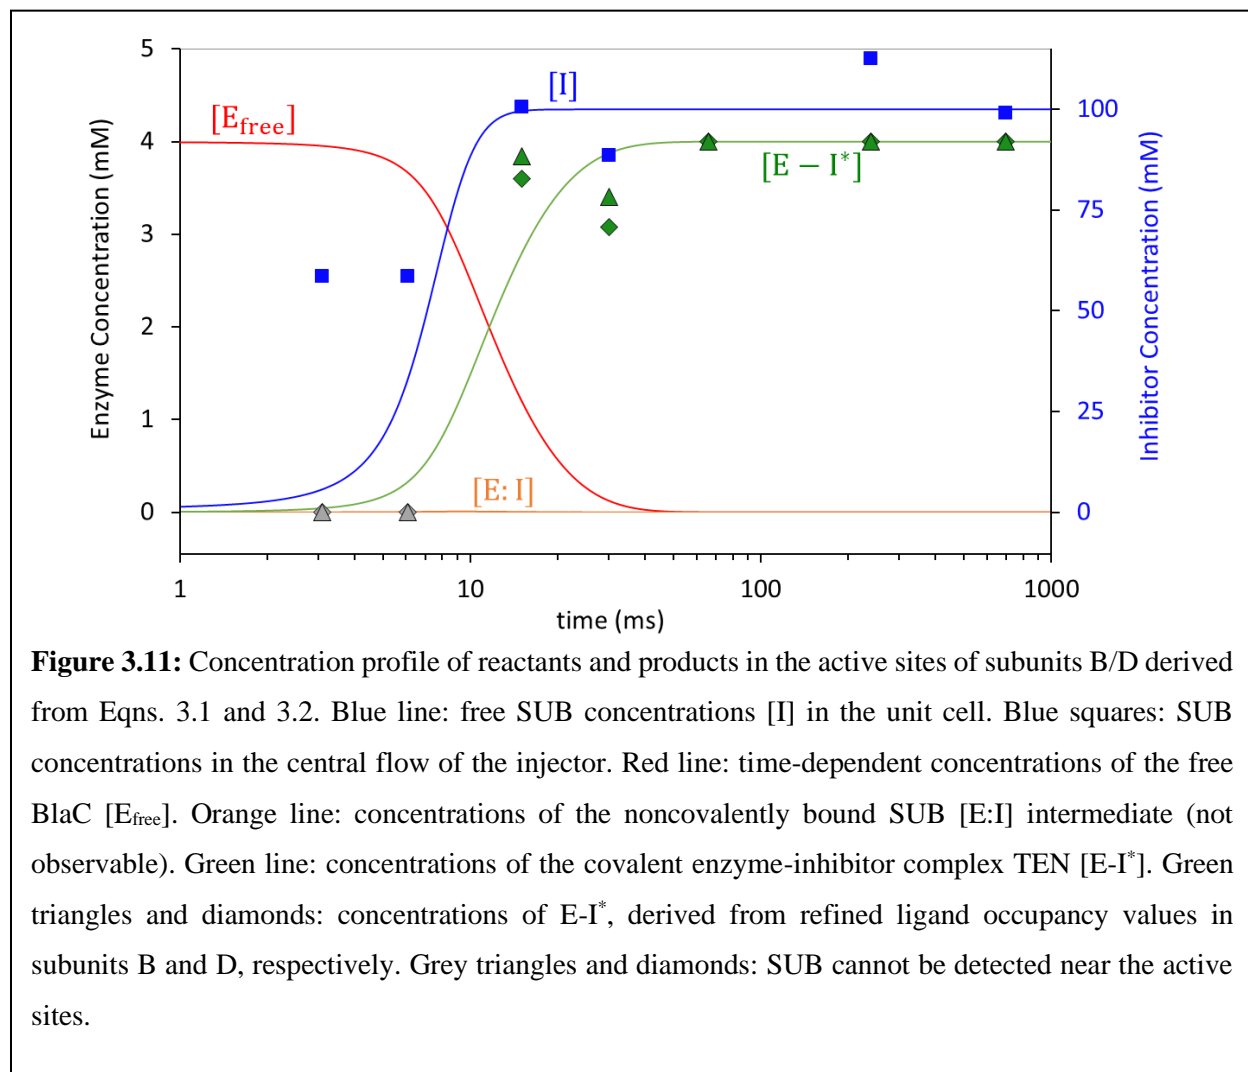 5
4
3
2
1
0
Enzyme Concentration (mM)
[E_free]
[I]
[E − I*]
[E: I]
100
75
50
25
0
Inhibitor Concentration (mM)
1
10
100
1000
time (ms)
Figure 3.11: Concentration profile of reactants and products in the active sites of subunits B/D derived
from Eqns. 3.1 and 3.2. Blue line: free SUB concentrations [I] in the unit cell. Blue squares: SUB
concentrations in the central flow of the injector. Red line: time-dependent concentrations of the free
BlaC [Efree]. Orange line: concentrations of the noncovalently bound SUB [E:I] intermediate (not
observable). Green line: concentrations of the covalent enzyme-inhibitor complex TEN [E-I*]. Green
triangles and diamonds: concentrations of E-I*, derived from refined ligand occupancy values in
subunits B and D, respectively. Grey triangles and diamonds: SUB cannot be detected near the active
sites.